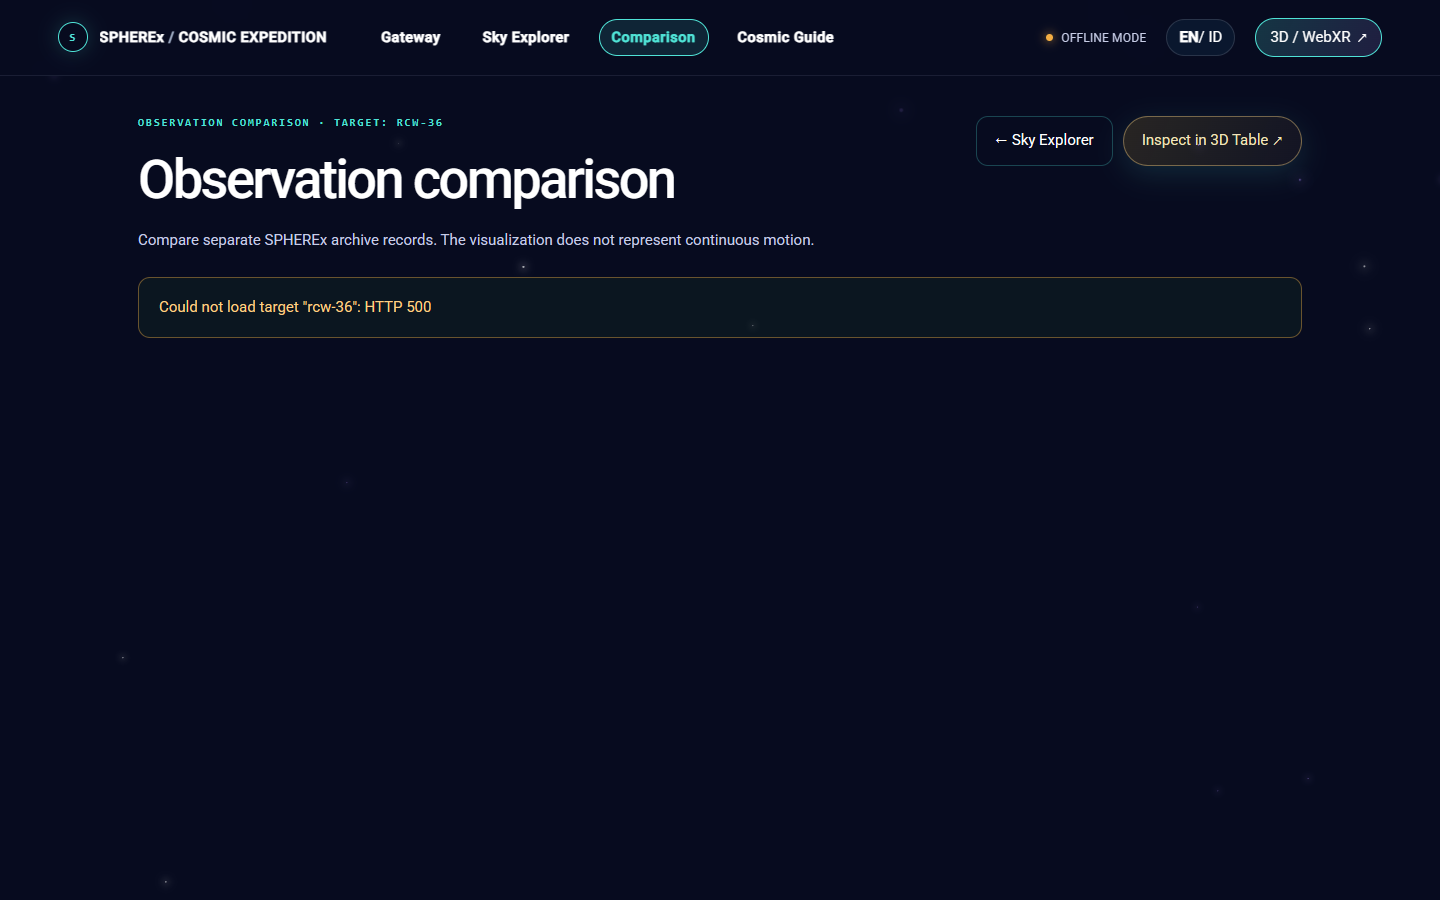 S SPHEREx / COSMIC EXPEDITION Gateway Sky Explorer Comparison Cosmic Guide OFFLINE MODE EN/ ID 3D / WebXR ↗
OBSERVATION COMPARISON • TARGET: RCW-36
← Sky Explorer Inspect in 3D Table ↗
Observation comparison
Compare separate SPHEREx archive records. The visualization does not represent continuous motion.
Could not load target "rcw-36": HTTP 500